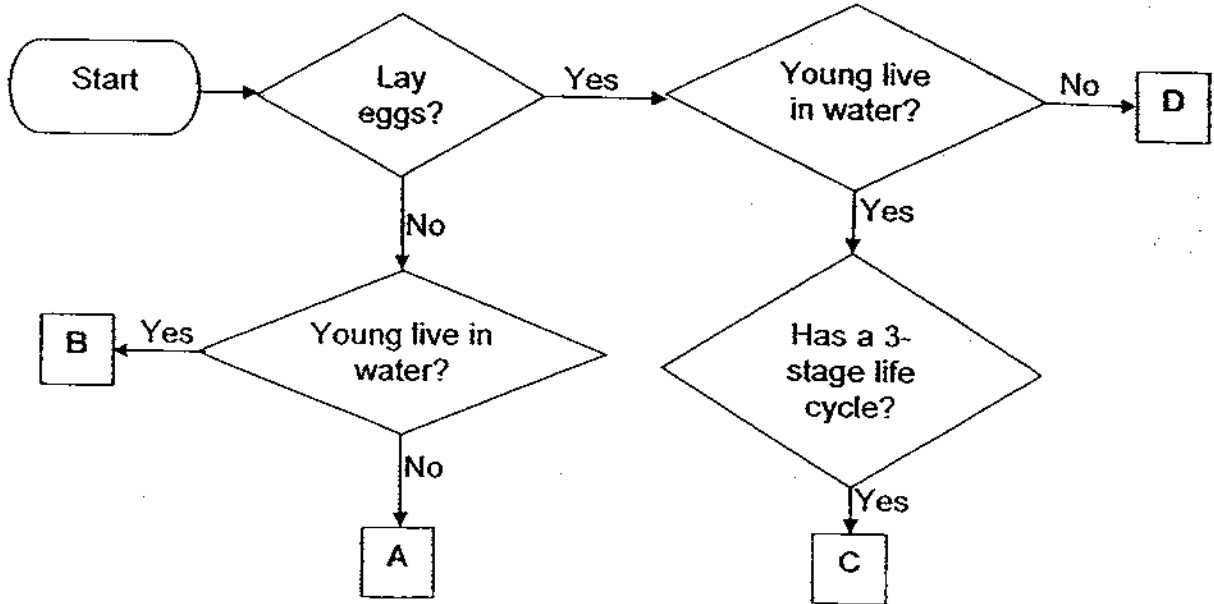 Start
Lay
eggs?
Yes
Young live
in water?
No
D
No
Yes
B
Yes
Young live in
water?
Has a 3-
stage life
cycle?
No
Yes
A
C